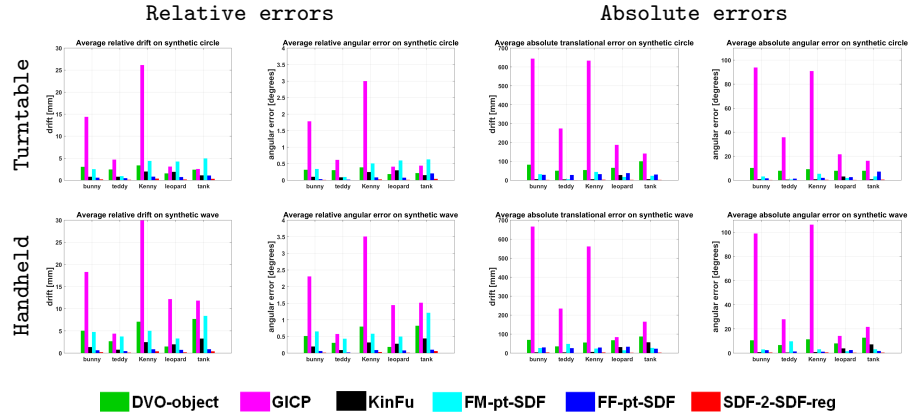 Relative errors
Absolute errors
Turntable
Average relative drift on synthetic circle
drift [mm]
30
25
20
15
10
5
0
bunny teddy Kenny leopard tank
Average relative angular error on synthetic circle
angular error [degrees]
4
3.5
3
2.5
2
1.5
1
0.5
0
bunny teddy Kenny leopard tank
Average absolute translational error on synthetic circle
drift [mm]
700
600
500
400
300
200
100
0
bunny teddy Kenny leopard tank
Average absolute angular error on synthetic circle
angular error [degrees]
100
80
60
40
20
0
bunny teddy Kenny leopard tank
Handheld
Average relative drift on synthetic wave
drift [mm]
30
25
20
15
10
5
0
bunny teddy Kenny leopard tank
Average relative angular error on synthetic wave
angular error [degrees]
4
3.5
3
2.5
2
1.5
1
0.5
0
bunny teddy Kenny leopard tank
Average absolute translational error on synthetic wave
drift [mm]
700
600
500
400
300
200
100
0
bunny teddy Kenny leopard tank
Average absolute angular error on synthetic wave
angular error [degrees]
100
80
60
40
20
0
bunny teddy Kenny leopard tank
DVO-object GICP KinFu FM-pt-SDF FF-pt-SDF SDF-2-SDF-reg